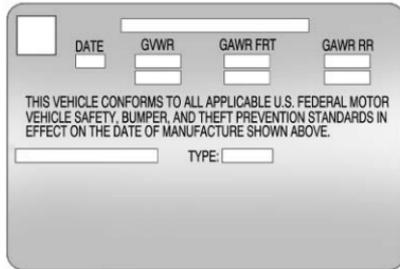 DATE GVWR GAWR FRT GAWR RR
THIS VEHICLE CONFORMS TO ALL APPLICABLE U.S. FEDERAL MOTOR
VEHICLE SAFETY, BUMPER, AND THEFT PREVENTION STANDARDS IN
EFFECT ON THE DATE OF MANUFACTURE SHOWN ABOVE.
TYPE: